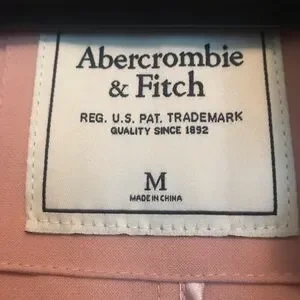 Abercrombie
& Fitch
REG. U.S. PAT. TRADEMARK
QUALITY SINCE 1892
M
MADE IN CHINA